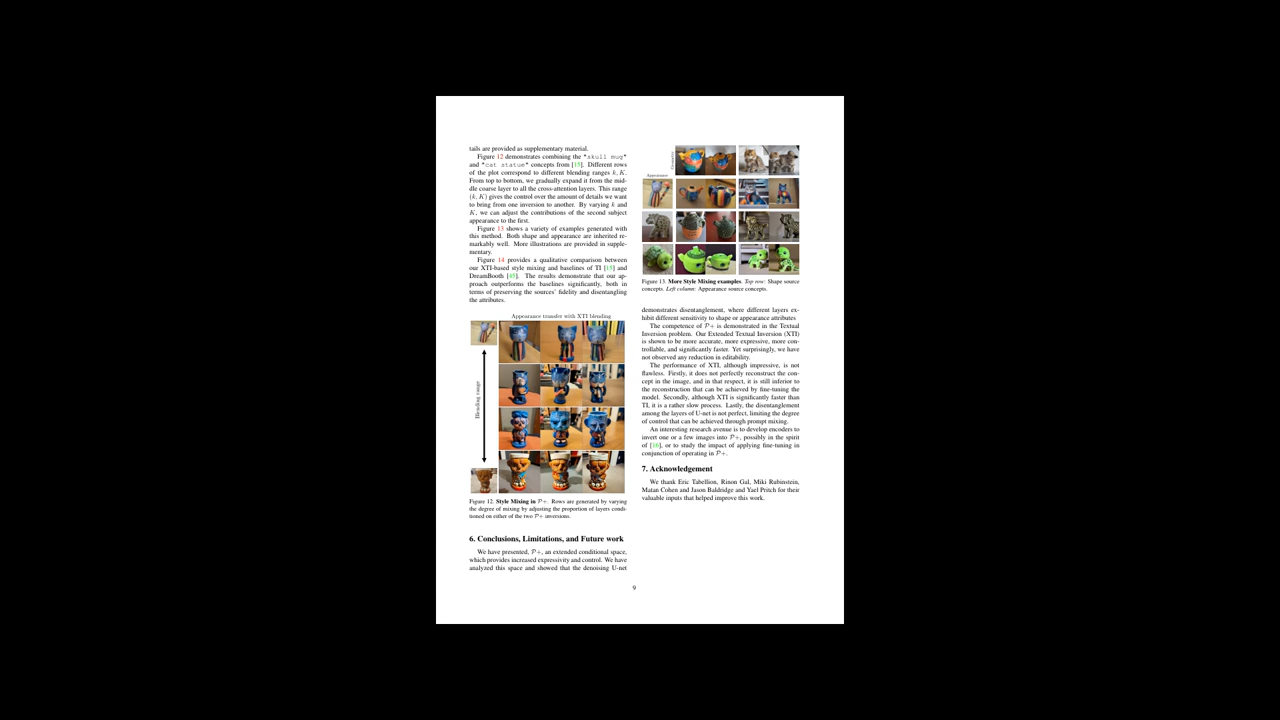 tails are provided as supplementary material.
Figure 12 demonstrates combining the "skull mug"
and "cat statue" concepts from [15]. Different rows
of the plot correspond to different blending ranges k, K.
From top to bottom, we gradually expand it from the mid-
dle coarse layer to all the cross-attention layers. This range
(k, K) gives the control over the amount of details we want
to bring from one inversion to another. By varying k and
K, we can adjust the contributions of the second subject
appearance to the first.
Figure 13 shows a variety of examples generated with
this method. Both shape and appearance are inherited re-
markably well. More illustrations are provided in supple-
mentary.
Figure 14 provides a qualitative comparison between
our XTI-based style mixing and baselines of TI [15] and
DreamBooth [45]. The results demonstrate that our ap-
proach outperforms the baselines significantly, both in
terms of preserving the sources' fidelity and disentangling
the attributes.
Appearance transfer with XTI blending
Blending range
Figure 12. Style Mixing in P+. Rows are generated by varying
the degree of mixing by adjusting the proportion of layers condi-
tioned on either of the two P+ inversions.
6. Conclusions, Limitations, and Future work
We have presented, P+, an extended conditional space,
which provides increased expressivity and control. We have
analyzed this space and showed that the denoising U-net
Geometry
Appearance
Figure 13. More Style Mixing examples. Top row: Shape source
concepts. Left column: Appearance source concepts.
demonstrates disentanglement, where different layers ex-
hibit different sensitivity to shape or appearance attributes
The competence of P+ is demonstrated in the Textual
Inversion problem. Our Extended Textual Inversion (XTI)
is shown to be more accurate, more expressive, more con-
trollable, and significantly faster. Yet surprisingly, we have
not observed any reduction in editability.
The performance of XTI, although impressive, is not
flawless. Firstly, it does not perfectly reconstruct the con-
cept in the image, and in that respect, it is still inferior to
the reconstruction that can be achieved by fine-tuning the
model. Secondly, although XTI is significantly faster than
TI, it is a rather slow process. Lastly, the disentanglement
among the layers of U-net is not perfect, limiting the degree
of control that can be achieved through prompt mixing.
An interesting research avenue is to develop encoders to
invert one or a few images into P+, possibly in the spirit
of [16], or to study the impact of applying fine-tuning in
conjunction of operating in P+.
7. Acknowledgement
We thank Eric Tabellion, Rinon Gal, Miki Rubinstein,
Matan Cohen and Jason Baldridge and Yael Pritch for their
valuable inputs that helped improve this work.
9